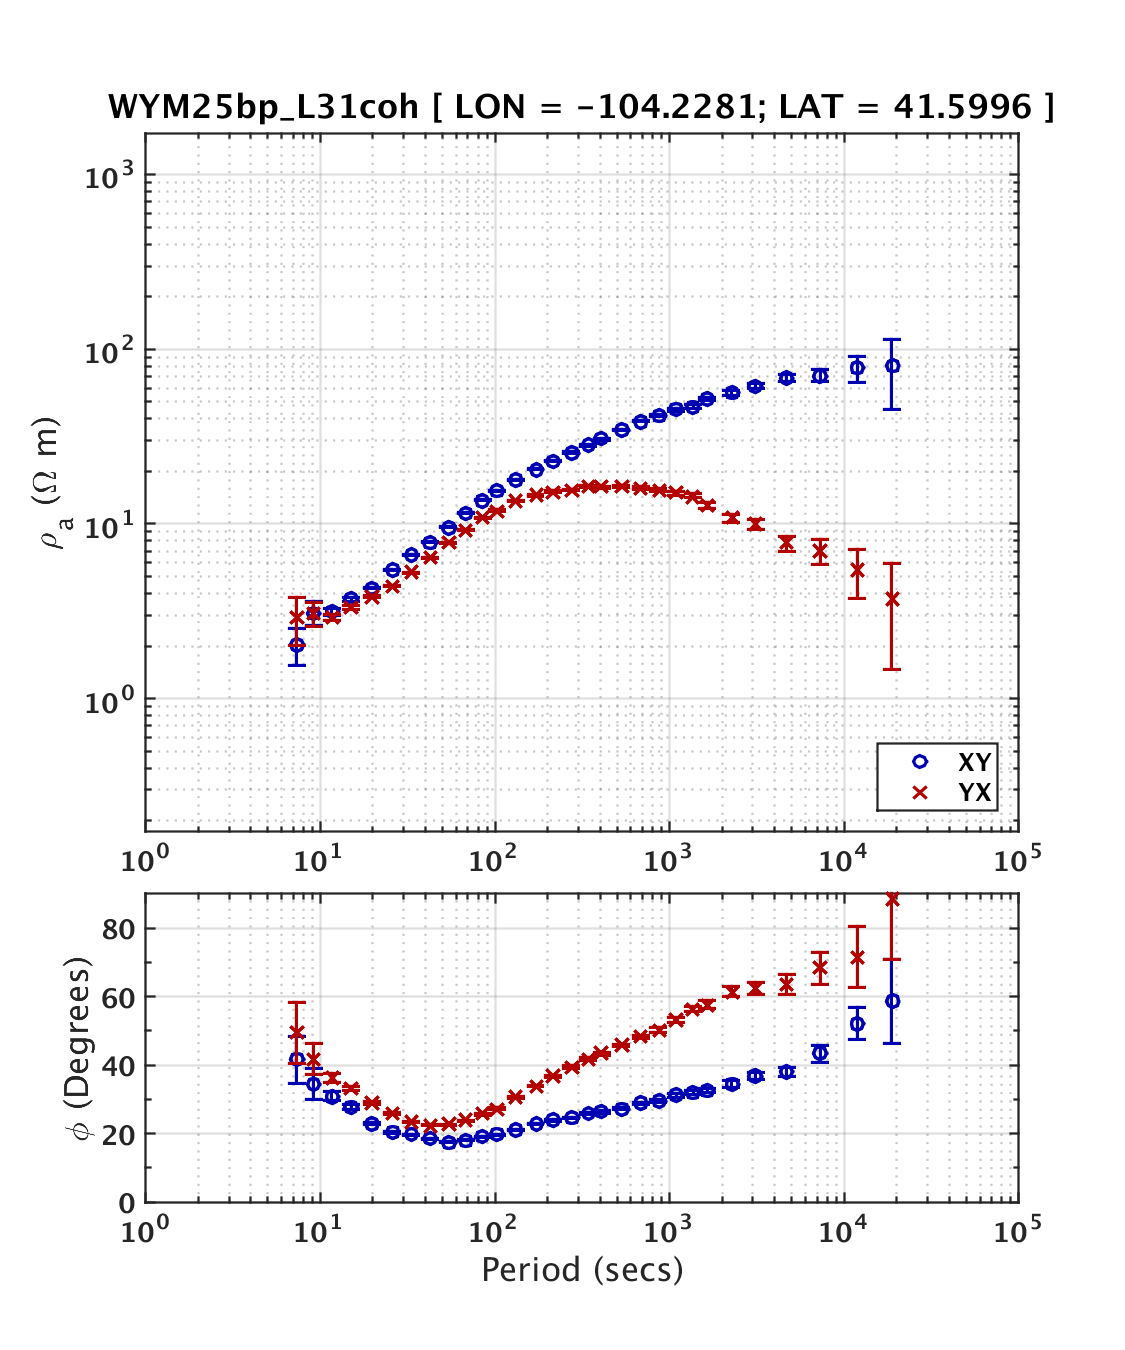 WYM25bp_L31coh [ LON = -104.2281; LAT = 41.5996 ]
10³
10²
10¹
10⁰
ρₐ (Ω m)
XY
YX
10⁰ 10¹ 10² 10³ 10⁴ 10⁵
80
60
40
20
0
ϕ (Degrees)
10⁰ 10¹ 10² 10³ 10⁴ 10⁵
Period (secs)